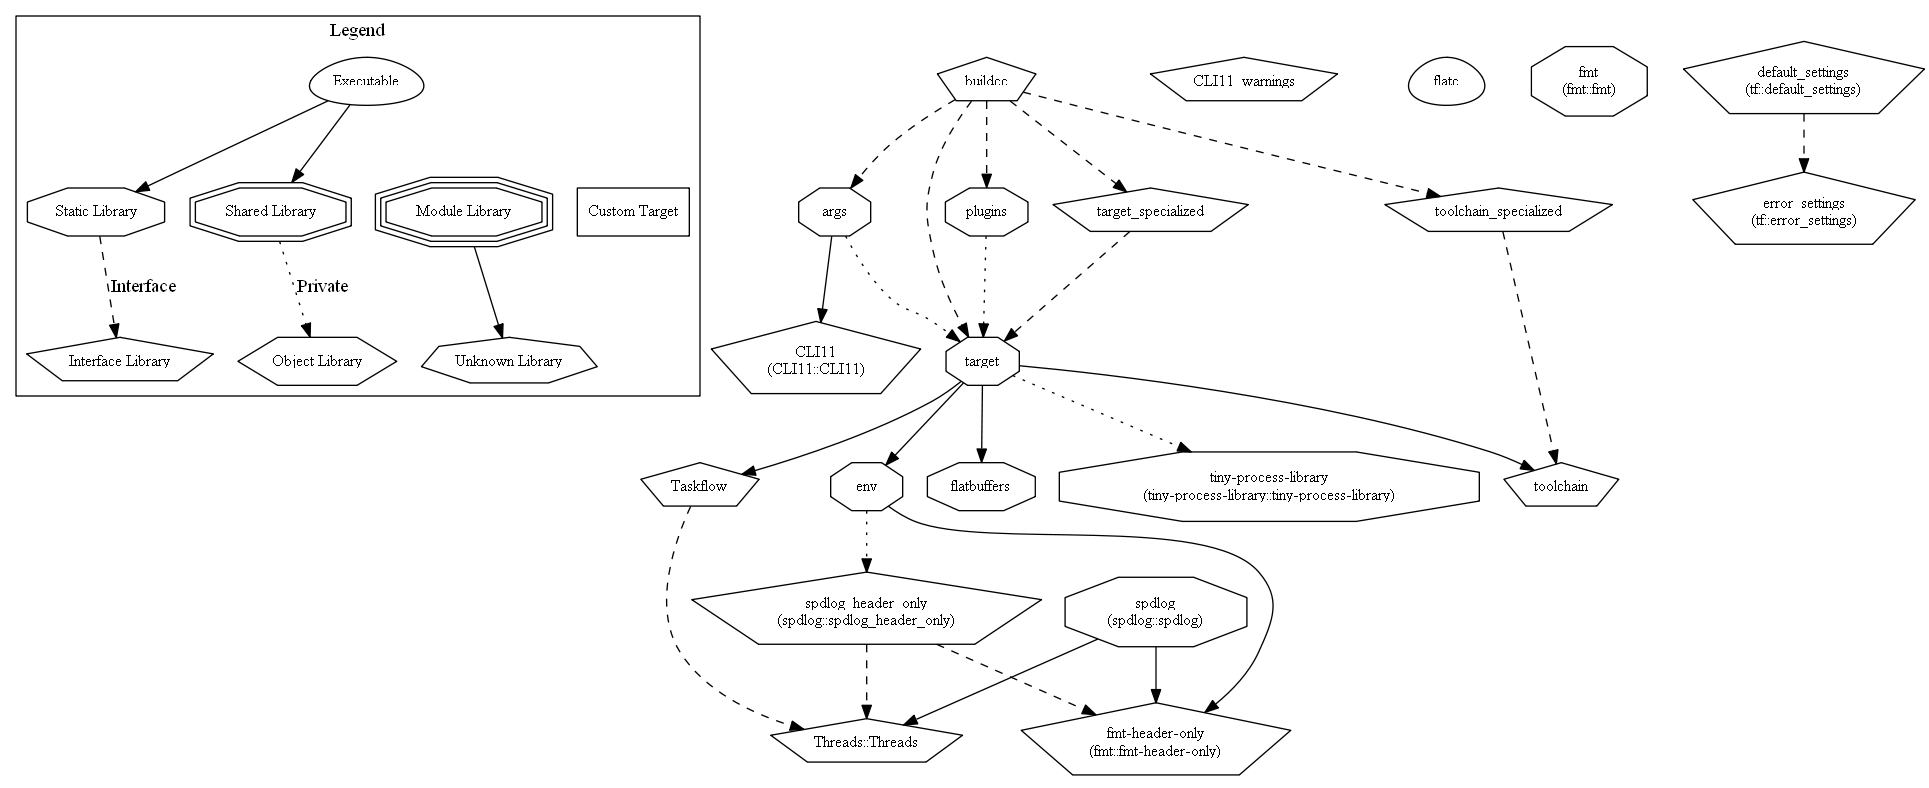 Legend
Executable
Static Library
Shared Library
Module Library
Custom Target
Interface
Private
Interface Library
Object Library
Unknown Library
buildcc
CLI11_warnings
flatc
fmt
(fmt::fmt)
default_settings
(tf::default_settings)
args
plugins
target_specialized
toolchain_specialized
error_settings
(tf::error_settings)
CLI11
(CLI11::CLI11)
target
Taskflow
env
flatbuffers
tiny-process-library
(tiny-process-library::tiny-process-library)
toolchain
spdlog_header_only
(spdlog::spdlog_header_only)
spdlog
(spdlog::spdlog)
Threads::Threads
fmt-header-only
(fmt::fmt-header-only)